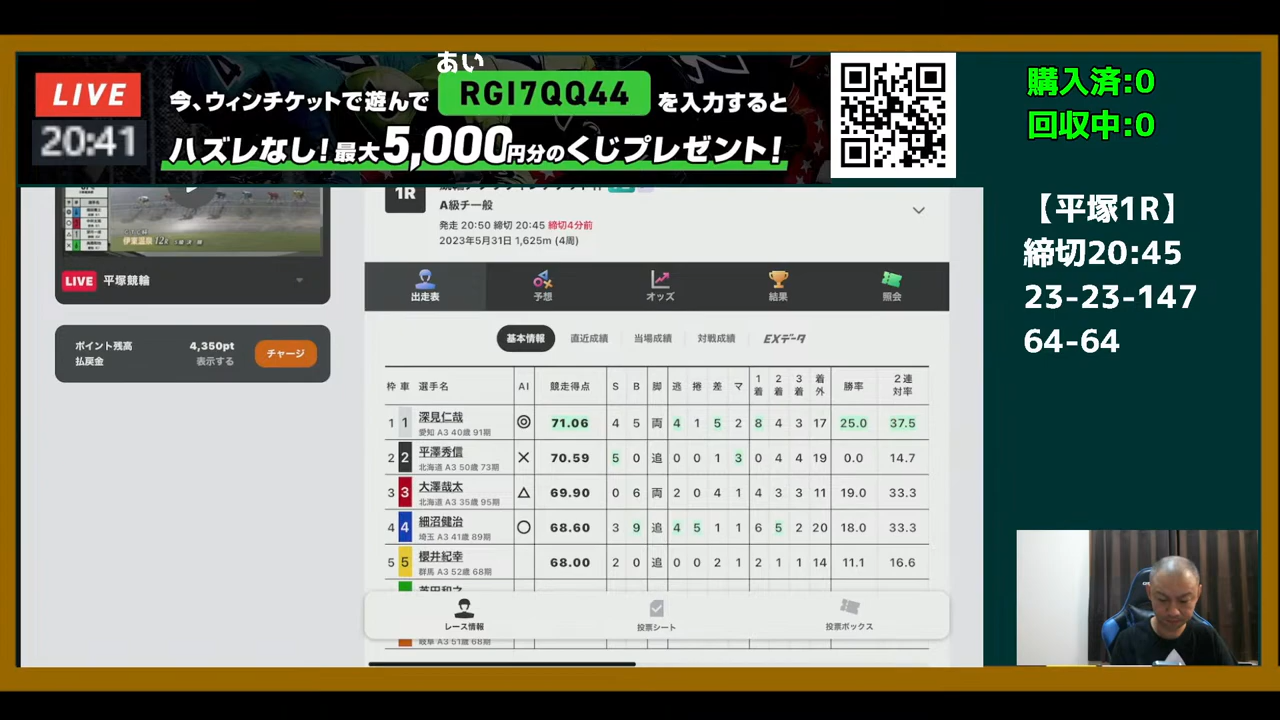 LIVE
20:41
あい
今、ウィンチケットで遊んで RGI7QQ44 を入力すると
ハズレなし!最大5,000円分のくじプレゼント!
購入済:0
回収中:0
【平塚1R】
締切20:45
23-23-147
64-64
伊東温泉 12R
LIVE 平塚競輪
ポイント残高 4,350pt
払戻金 表示する
チャージ
1R
A級チ一般
発走 20:50 締切 20:45 締切4分前
2023年5月31日 1,625m (4周)
出走表 予想 オッズ 結果 照会
基本情報 直近成績 当場成績 対戦成績 EXデータ
枠 車 選手名 AI 競走得点 S B 脚 逃 捲 差 マ 1着 2着 3着 着外 勝率 2連対率
1 1 深見仁哉 ◎ 71.06 4 5 両 4 1 5 2 8 4 3 17 25.0 37.5
愛知 A3 40歳 91期
2 2 平澤秀信 × 70.59 5 0 追 0 0 1 3 0 4 4 19 0.0 14.7
北海道 A3 50歳 73期
3 3 大澤哉太 △ 69.90 0 6 両 2 0 4 1 4 3 3 11 19.0 33.3
北海道 A3 35歳 95期
4 4 細沼健治 ○ 68.60 3 9 追 4 5 1 1 6 5 2 20 18.0 33.3
埼玉 A3 41歳 89期
5 5 櫻井紀幸 68.00 2 0 追 0 0 2 1 2 1 1 14 11.1 16.6
群馬 A3 52歳 68期
レース情報 投票シート 投票ボックス
岐阜 A3 51歳 68期